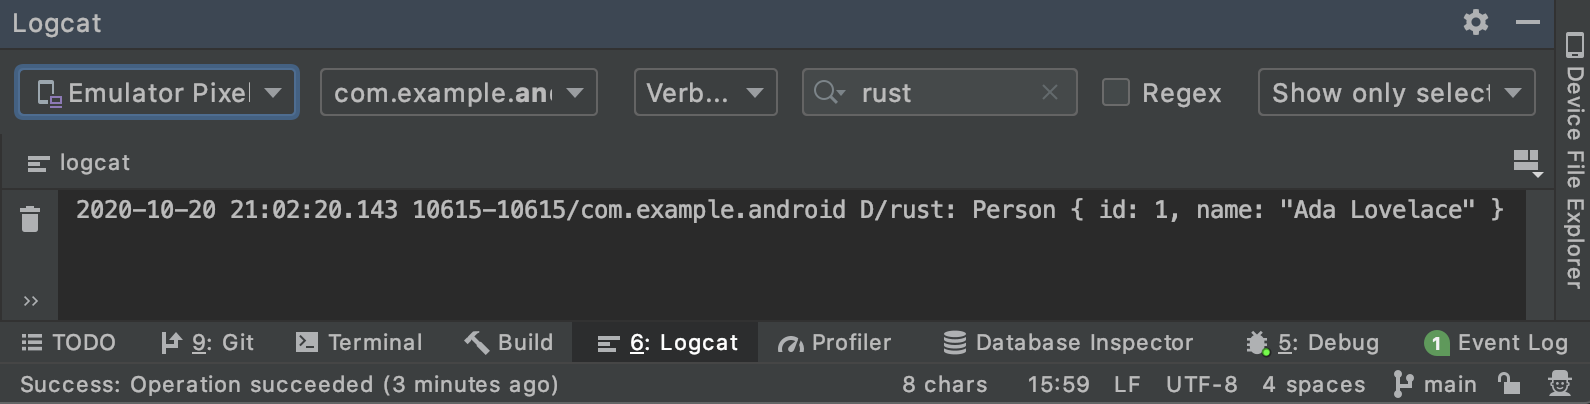 Logcat
Emulator Pixel com.example.an Verb... rust Regex Show only select
logcat
2020-10-20 21:02:20.143 10615-10615/com.example.android D/rust: Person { id: 1, name: "Ada Lovelace" }
TODO 9: Git Terminal Build 6: Logcat Profiler Database Inspector 5: Debug 1 Event Log
Success: Operation succeeded (3 minutes ago) 8 chars 15:59 LF UTF-8 4 spaces main
Device File Explorer